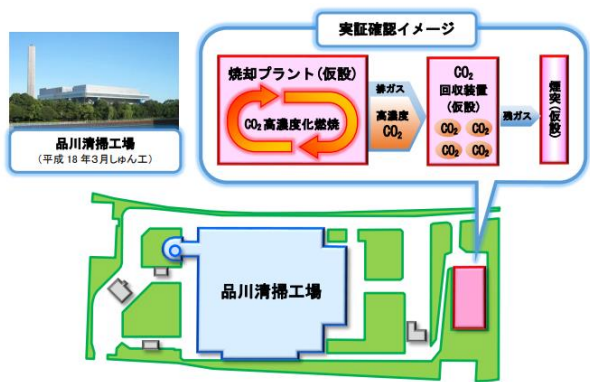 実証確認イメージ
焼却プラント(仮設)
CO2高濃度化燃焼
排ガス
高濃度
CO2
CO2
回収装置
(仮設)
CO2 CO2
CO2 CO2
残ガス
煙突(仮設)
品川清掃工場
(平成18年3月しゅん工)
品川清掃工場